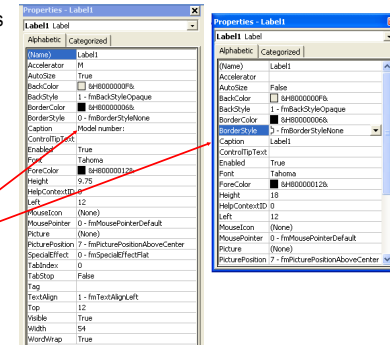 s
Properties - Label1
Label1 Label
Alphabetic Categorized
(Name) Label1
Accelerator M
AutoSize True
BackColor &H8000000F&
BackStyle 1 - fmBackStyleOpaque
BorderColor &H80000006&
BorderStyle 0 - fmBorderStyleNone
Caption Model number:
ControlTipText
Enabled True
Font Tahoma
ForeColor &H80000012&
Height 9.75
HelpContextID 0
Left 12
MouseIcon (None)
MousePointer 0 - fmMousePointerDefault
Picture (None)
PicturePosition 7 - fmPicturePositionAboveCenter
SpecialEffect 0 - fmSpecialEffectFlat
TabIndex 0
TabStop False
Tag
TextAlign 1 - fmTextAlignLeft
Top 12
Visible True
Width 54
WordWrap True
Properties - Label1
Label1 Label
Alphabetic Categorized
(Name) Label1
Accelerator
AutoSize False
BackColor &H8000000F&
BackStyle 1 - fmBackStyleOpaque
BorderColor &H80000006&
BorderStyle 0 - fmBorderStyleNone
Caption Label1
ControlTipText
Enabled True
Font Tahoma
ForeColor &H80000012&
Height 18
HelpContextID 0
Left 12
MouseIcon (None)
MousePointer 0 - fmMousePointerDefault
Picture (None)
PicturePosition 7 - fmPicturePositionAboveCenter